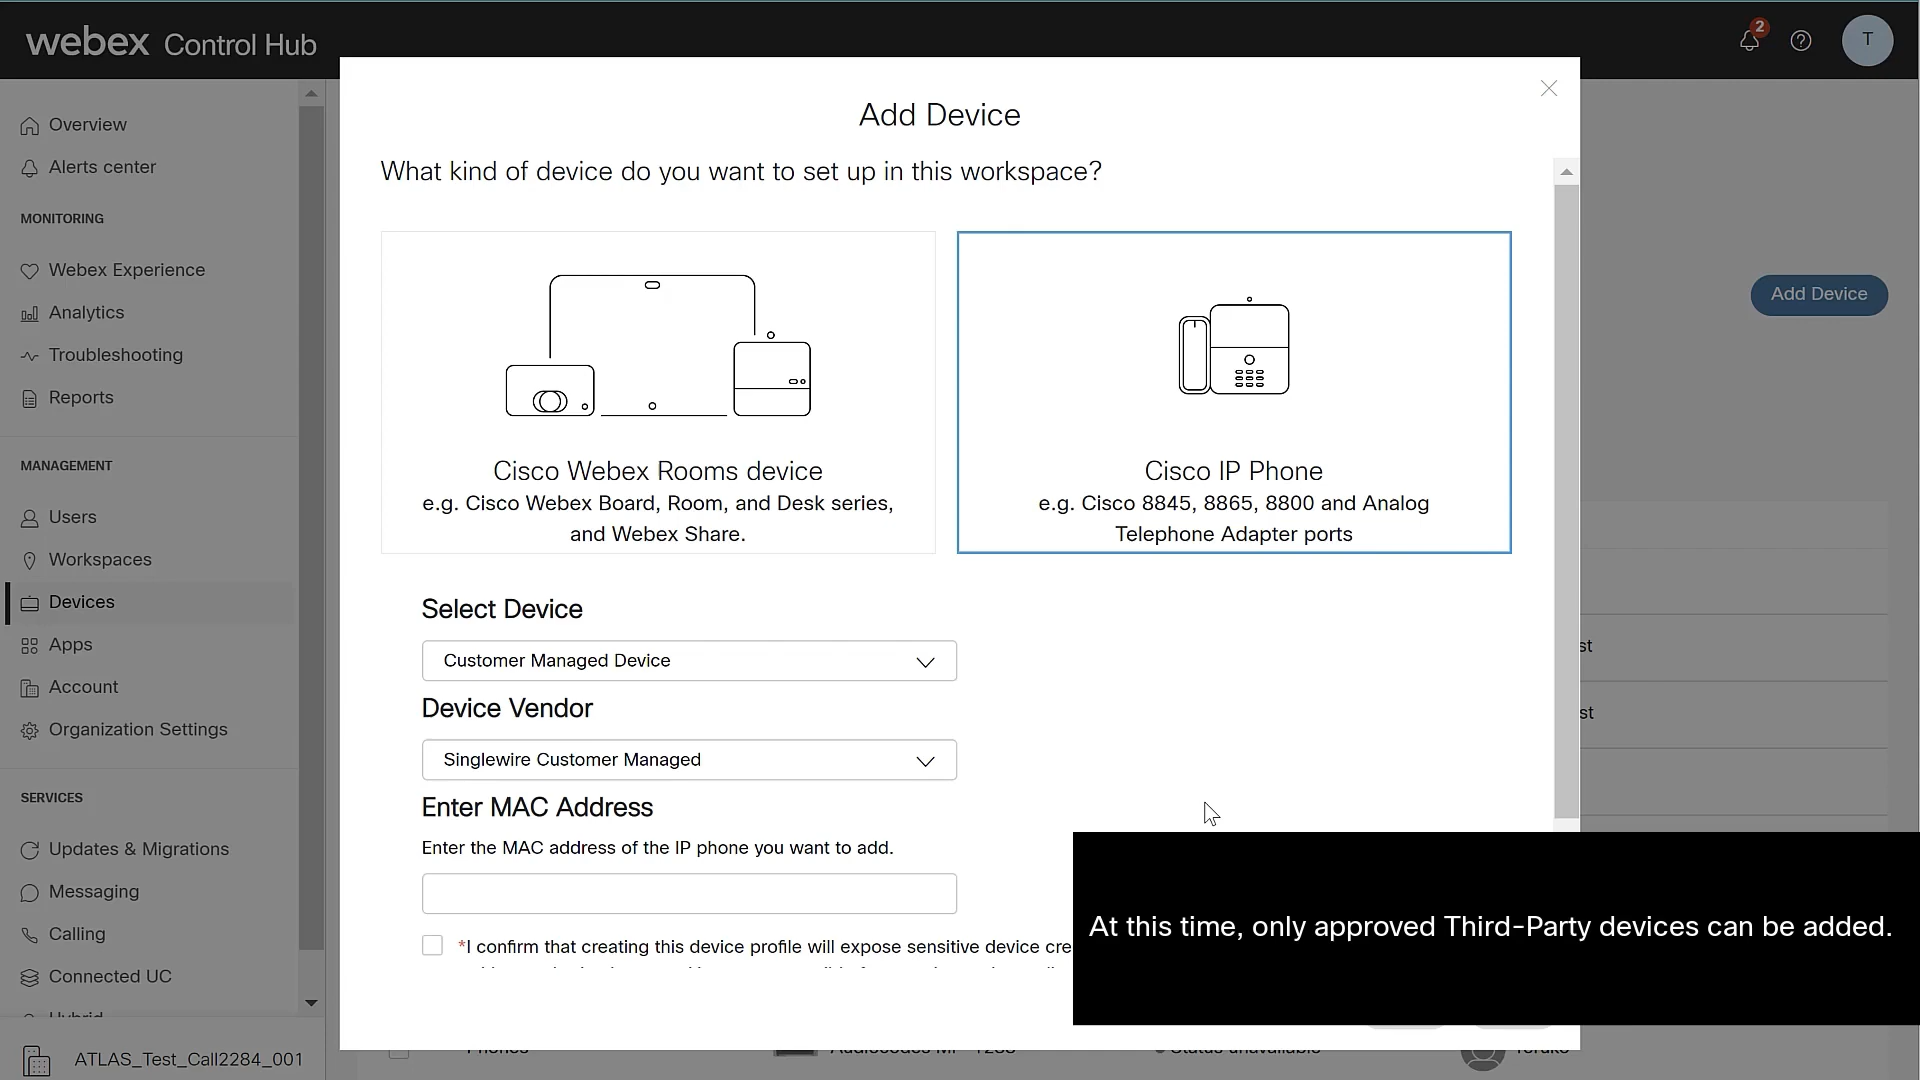 webex Control Hub
2
T
Overview
Alerts center
MONITORING
Webex Experience
Analytics
Troubleshooting
Reports
MANAGEMENT
Users
Workspaces
Devices
Apps
Account
Organization Settings
SERVICES
Updates & Migrations
Messaging
Calling
Connected UC
Hybrid
ATLAS_Test_Call2284_001
Add Device
What kind of device do you want to set up in this workspace?
Cisco Webex Rooms device
e.g. Cisco Webex Board, Room, and Desk series,
and Webex Share.
Cisco IP Phone
e.g. Cisco 8845, 8865, 8800 and Analog
Telephone Adapter ports
Select Device
Customer Managed Device
Device Vendor
Singlewire Customer Managed
Enter MAC Address
Enter the MAC address of the IP phone you want to add.
*I confirm that creating this device profile will expose sensitive device cre
Add Device
st
st
At this time, only approved Third-Party devices can be added.
Phones
Status unavailable